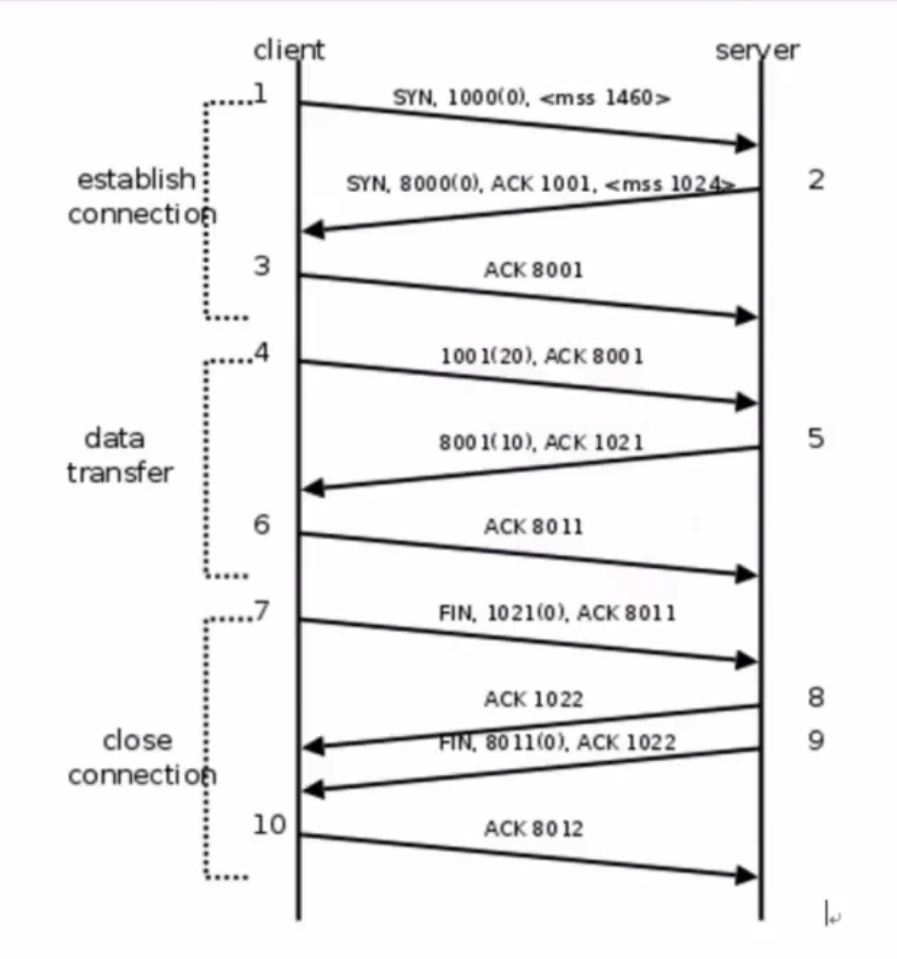 client
server
1
SYN, 1000(0), <mss 1460>
establish
connection
SYN, 8000(0), ACK 1001, <mss 1024>
2
3
ACK 8001
4
1001(20), ACK 8001
data
transfer
8001(10), ACK 1021
5
6
ACK 8011
7
FIN, 1021(0), ACK 8011
ACK 1022
8
close
connection
FIN, 8011(0), ACK 1022
9
10
ACK 8012